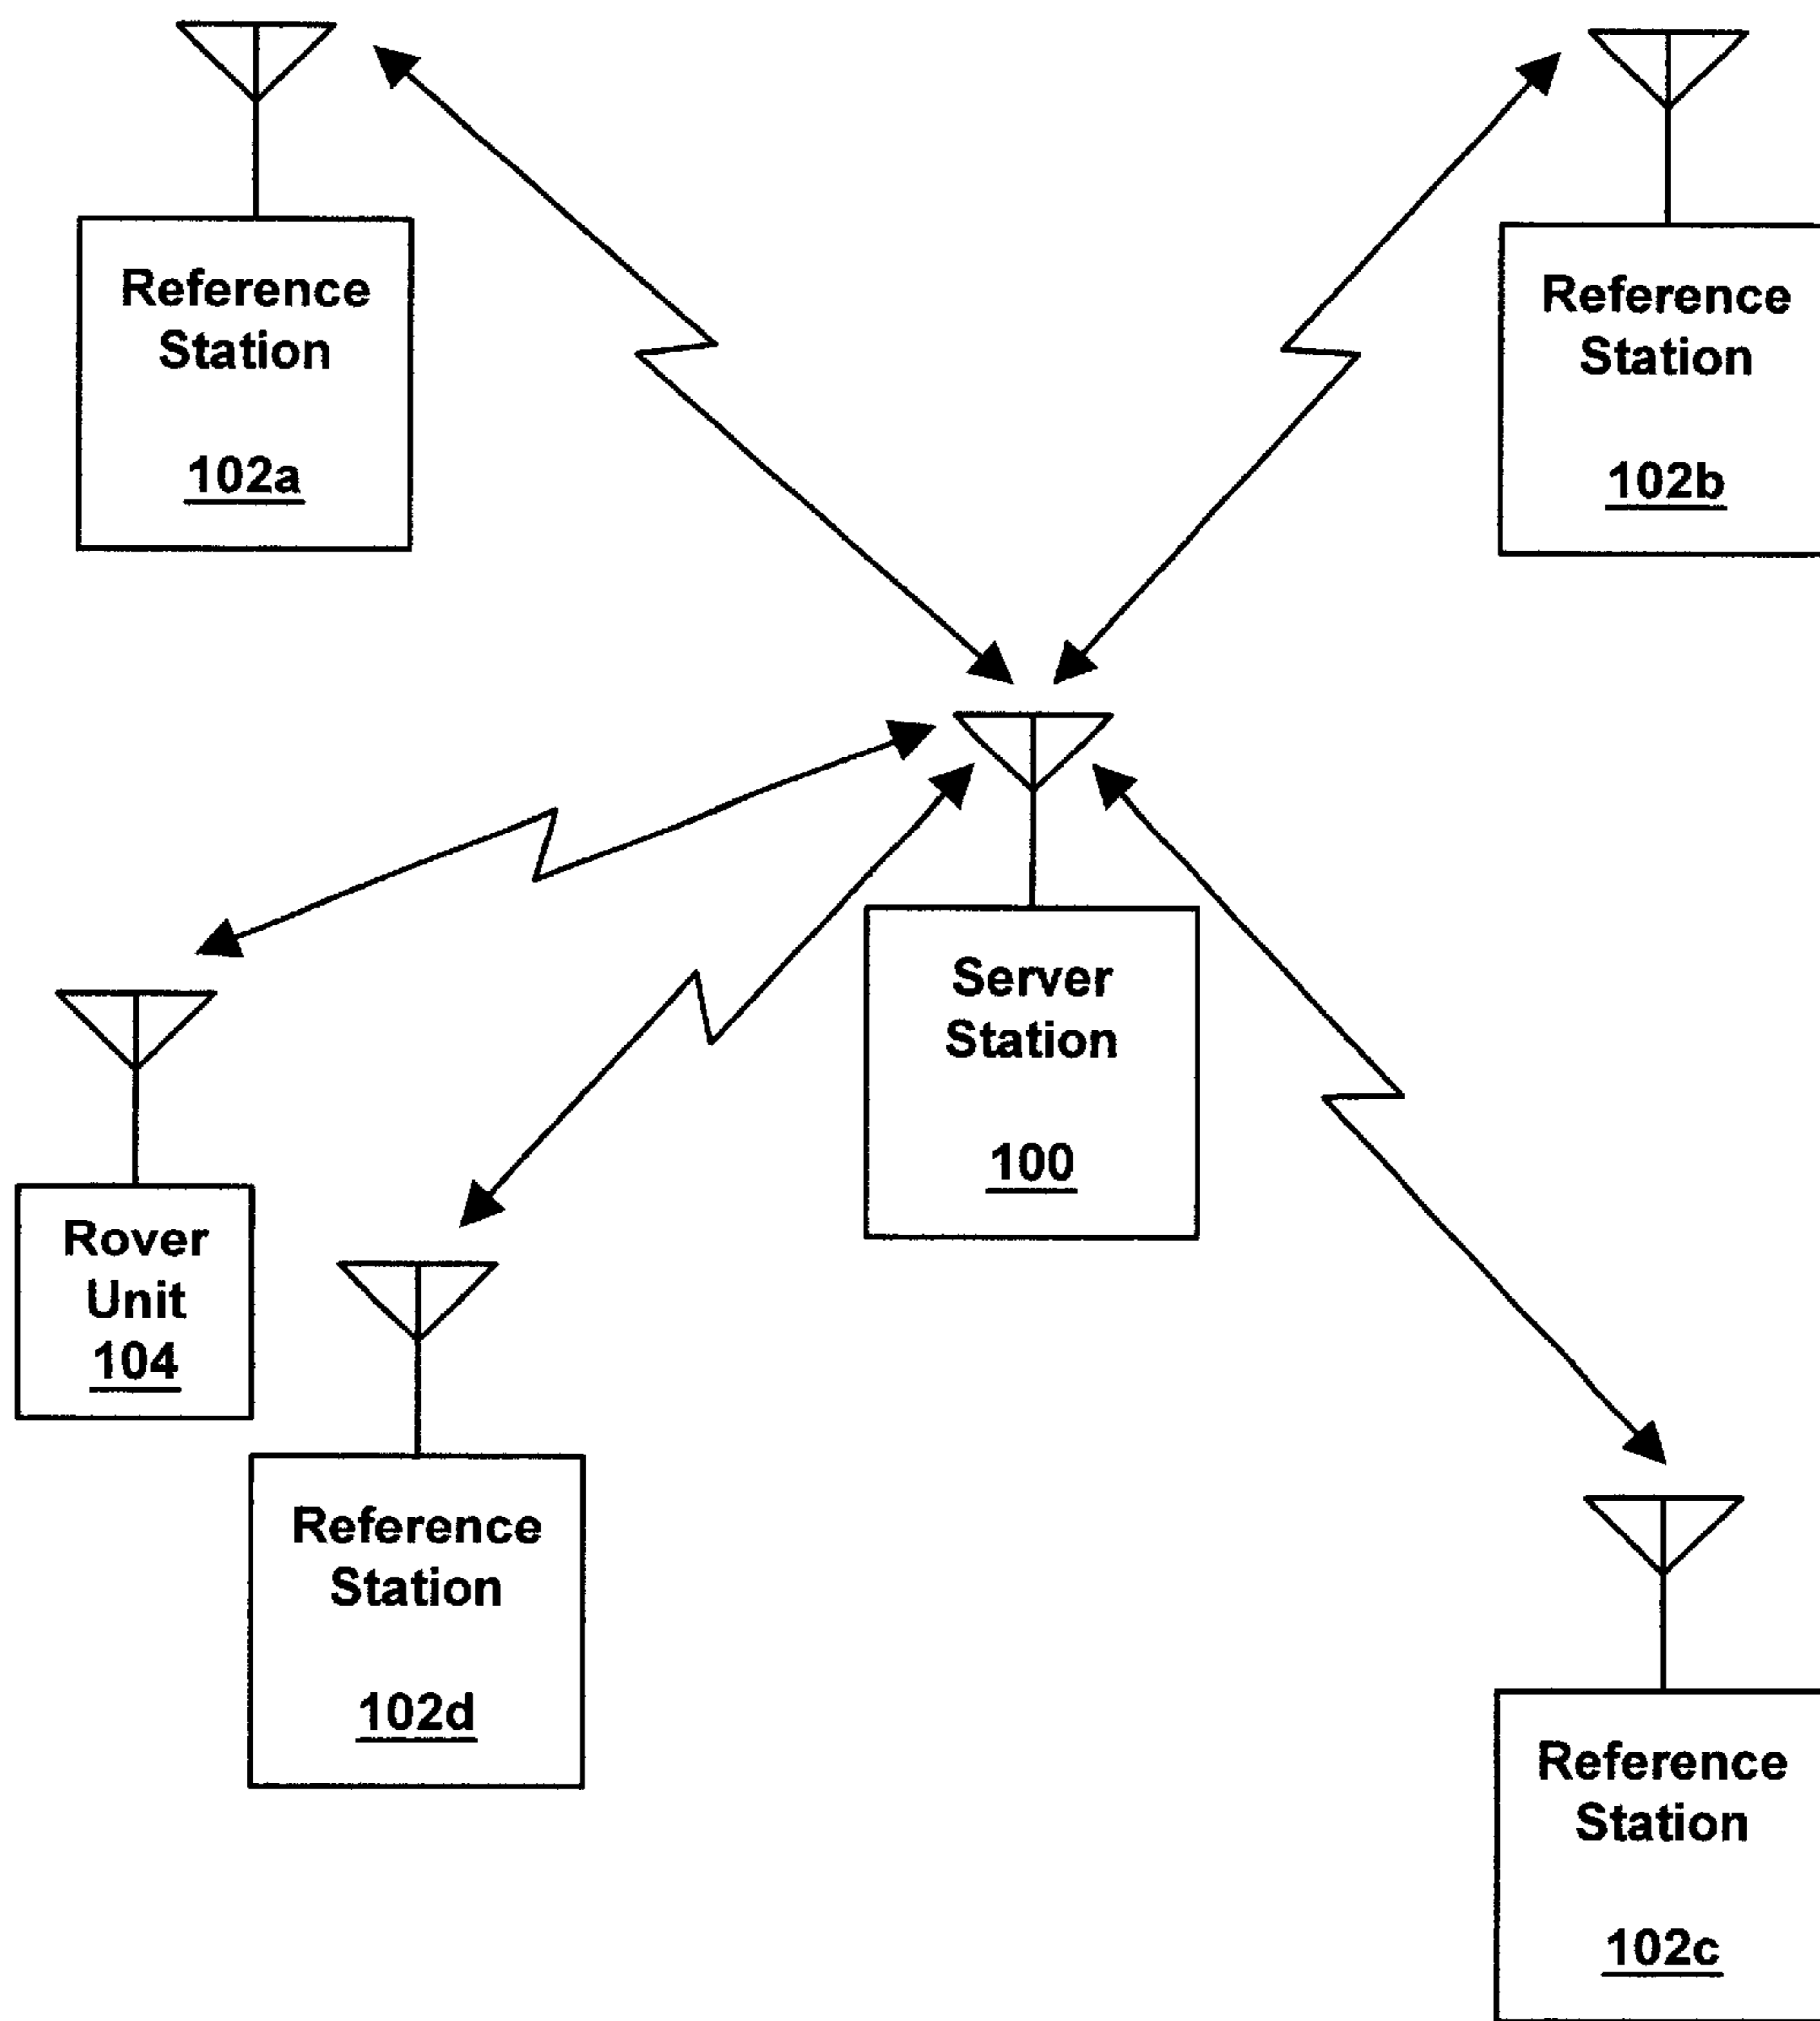 Reference
Station
102a
Reference
Station
102b
Server
Station
100
Rover
Unit
104
Reference
Station
102d
Reference
Station
102c